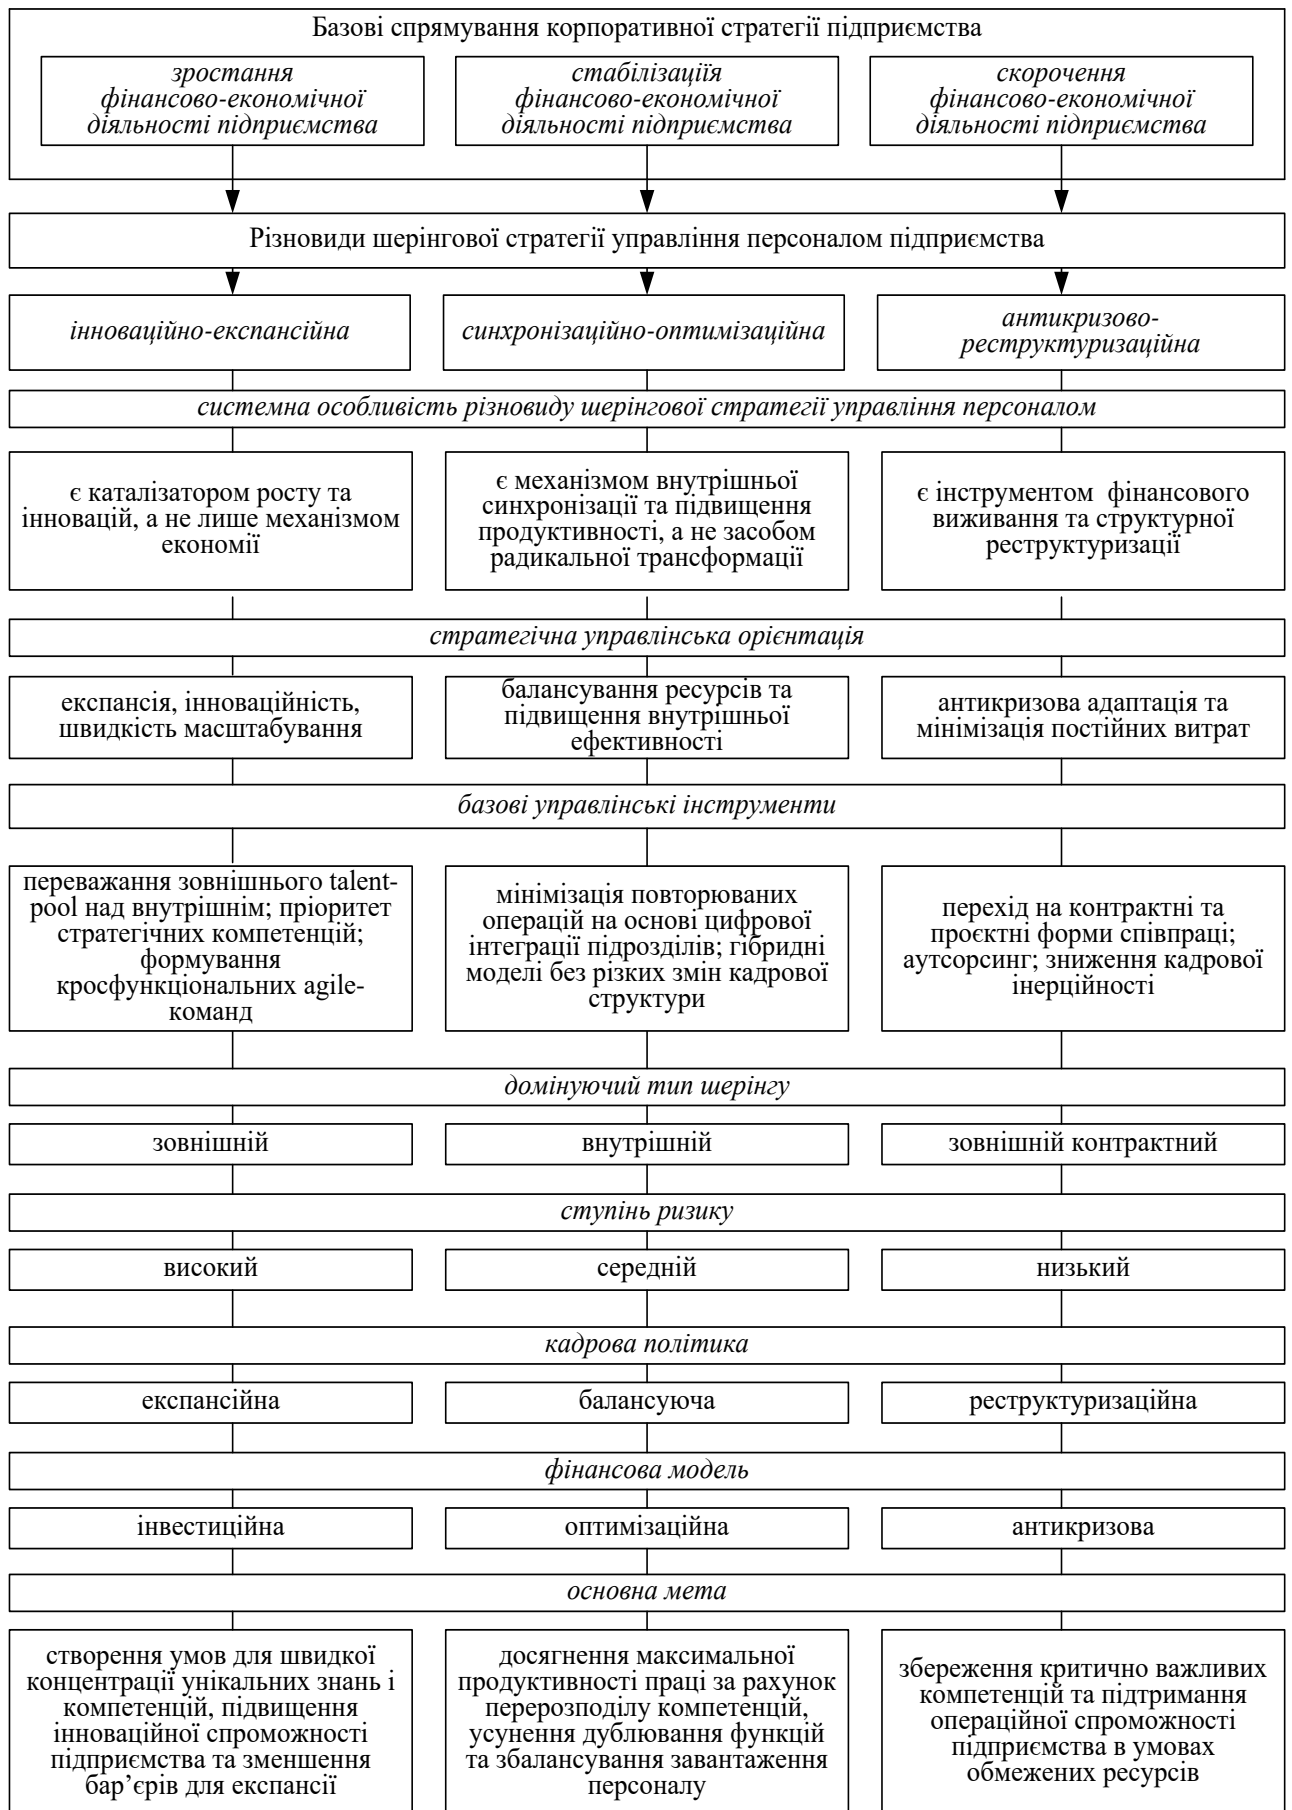 Базові спрямування корпоративної стратегії підприємства
зростання
фінансово-економічної
діяльності підприємства
стабілізаціїя
фінансово-економічної
діяльності підприємства
скорочення
фінансово-економічної
діяльності підприємства
Різновиди шерінгової стратегії управління персоналом підприємства
інноваційно-експансійна
синхронізаційно-оптимізаційна
антикризово-
реструктуризаційна
системна особливість різновиду шерінгової стратегії управління персоналом
є каталізатором росту та
інновацій, а не лише механізмом
економії
є механізмом внутрішньої
синхронізації та підвищення
продуктивності, а не засобом
радикальної трансформації
є інструментом фінансового
виживання та структурної
реструктуризації
стратегічна управлінська орієнтація
експансія, інноваційність,
швидкість масштабування
балансування ресурсів та
підвищення внутрішньої
ефективності
антикризова адаптація та
мінімізація постійних витрат
базові управлінські інструменти
переважання зовнішнього talent-
pool над внутрішнім; пріоритет
стратегічних компетенцій;
формування
кросфункціональних agile-
команд
мінімізація повторюваних
операцій на основі цифрової
інтеграції підрозділів; гібридні
моделі без різких змін кадрової
структури
перехід на контрактні та
проєктні форми співпраці;
аутсорсинг; зниження кадрової
інерційності
домінуючий тип шерінгу
зовнішній
внутрішній
зовнішній контрактний
ступінь ризику
високий
середній
низький
кадрова політика
експансійна
балансуюча
реструктуризаційна
фінансова модель
інвестиційна
оптимізаційна
антикризова
основна мета
створення умов для швидкої
концентрації унікальних знань і
компетенцій, підвищення
інноваційної спроможності
підприємства та зменшення
бар’єрів для експансії
досягнення максимальної
продуктивності праці за рахунок
перерозподілу компетенцій,
усунення дублювання функцій
та збалансування завантаження
персоналу
збереження критично важливих
компетенцій та підтримання
операційної спроможності
підприємства в умовах
обмежених ресурсів